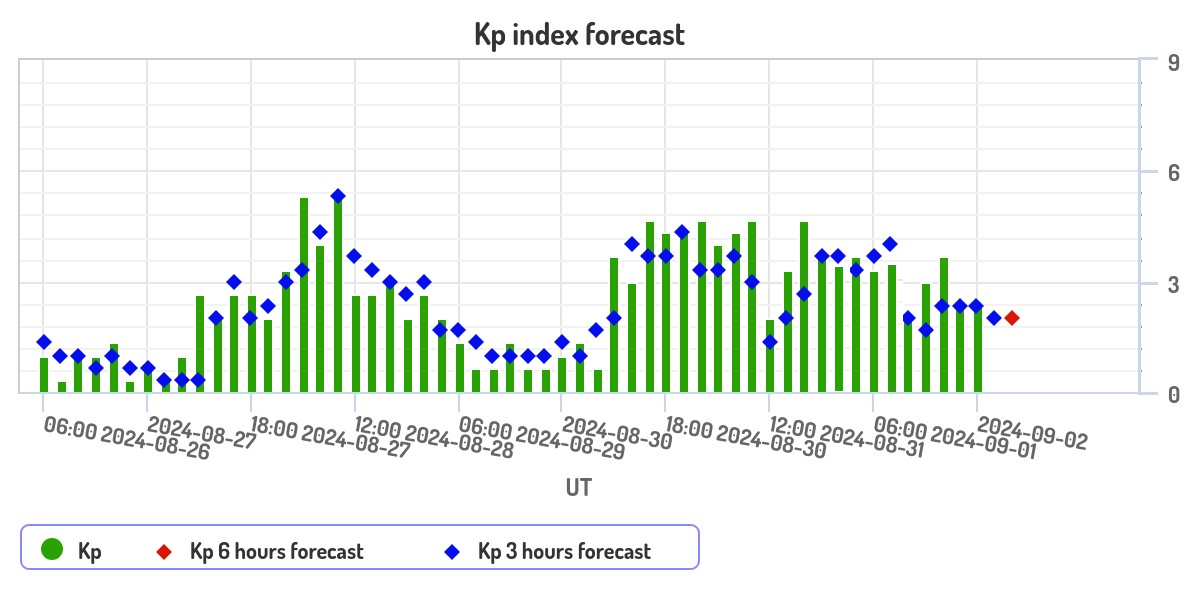 Kp index forecast
9
6
3
0
06:00 2024-08-26
2024-08-27
18:00 2024-08-27
12:00 2024-08-28
06:00 2024-08-29
2024-08-30
18:00 2024-08-30
12:00 2024-08-31
06:00 2024-09-01
2024-09-02
UT
Kp
Kp 6 hours forecast
Kp 3 hours forecast